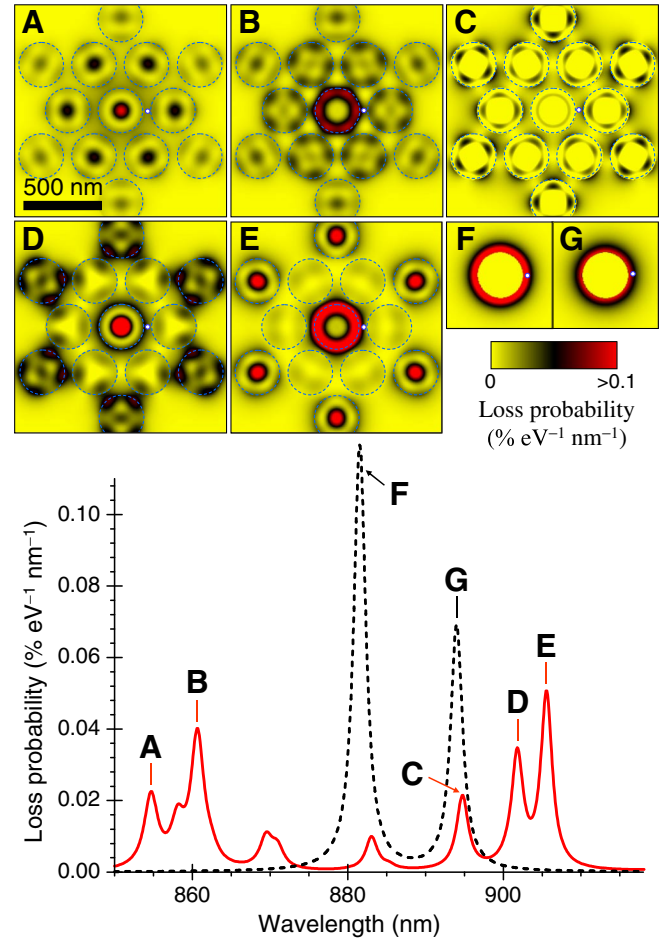 A
B
C
500 nm
D
E
F
G
0
>0.1
Loss probability
(% eV⁻¹ nm⁻¹)
0.10
0.08
0.06
0.04
0.02
0.00
Loss probability (% eV⁻¹ nm⁻¹)
A
B
F
G
C
D
E
860
880
900
Wavelength (nm)